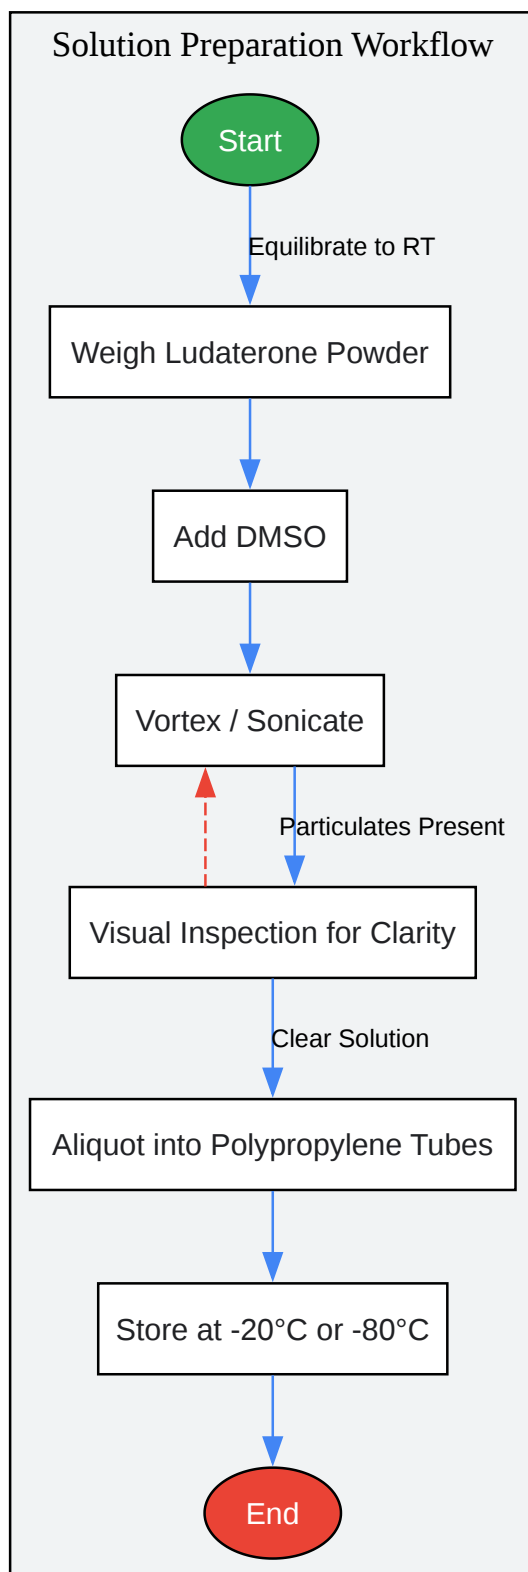 Solution Preparation Workflow
Start
Equilibrate to RT
Weigh Ludaterone Powder
Add DMSO
Vortex / Sonicate
Particulates Present
Visual Inspection for Clarity
Clear Solution
Aliquot into Polypropylene Tubes
Store at -20°C or -80°C
End